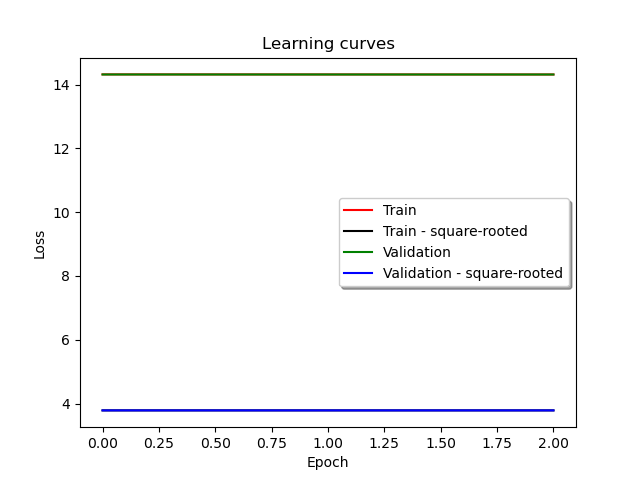 Learning curves
14
12
10
8
6
4
Loss
Train
Train - square-rooted
Validation
Validation - square-rooted
0.00 0.25 0.50 0.75 1.00 1.25 1.50 1.75 2.00
Epoch